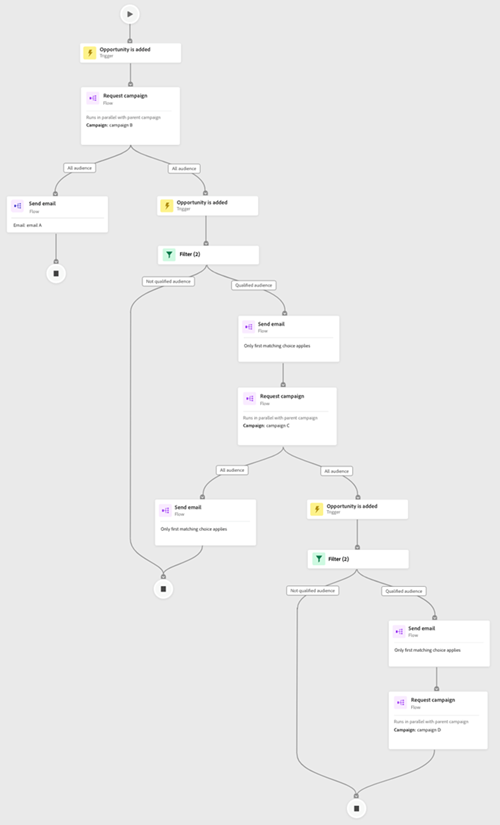 Opportunity is added
Trigger
Request campaign
Flow
Runs in parallel with parent campaign
Campaign: campaign B
All audience
All audience
Send email
Flow
Email: email A
Opportunity is added
Trigger
Filter (2)
Not qualified audience
Qualified audience
Send email
Flow
Only first matching choice applies
Request campaign
Flow
Runs in parallel with parent campaign
Campaign: campaign C
All audience
All audience
Send email
Flow
Only first matching choice applies
Opportunity is added
Trigger
Filter (2)
Not qualified audience
Qualified audience
Send email
Flow
Only first matching choice applies
Request campaign
Flow
Runs in parallel with parent campaign
Campaign: campaign D